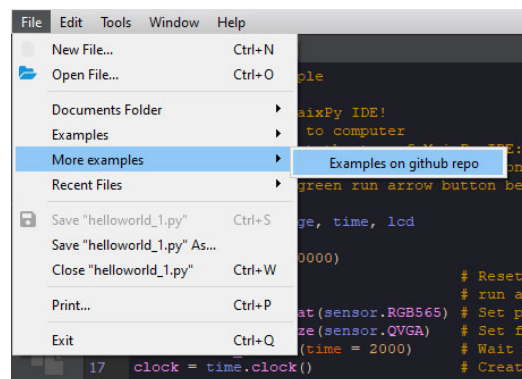 File Edit Tools Window Help
New File... Ctrl+N
Open File... Ctrl+O
ple
Documents Folder
aixPy IDE!
Examples
to computer
More examples
Examples on github repo
Recent Files
green run arrow button be
Save "helloworld_1.py" Ctrl+S
ge, time, lcd
Save "helloworld_1.py" As...
0000)
Close "helloworld_1.py" Ctrl+W
# Reset
# run a
Print... Ctrl+P
at(sensor.RGB565) # Set p
ze(sensor.QVGA) # Set f
Exit Ctrl+Q
(time = 2000) # Wait
17 clock = time.clock() # Creat